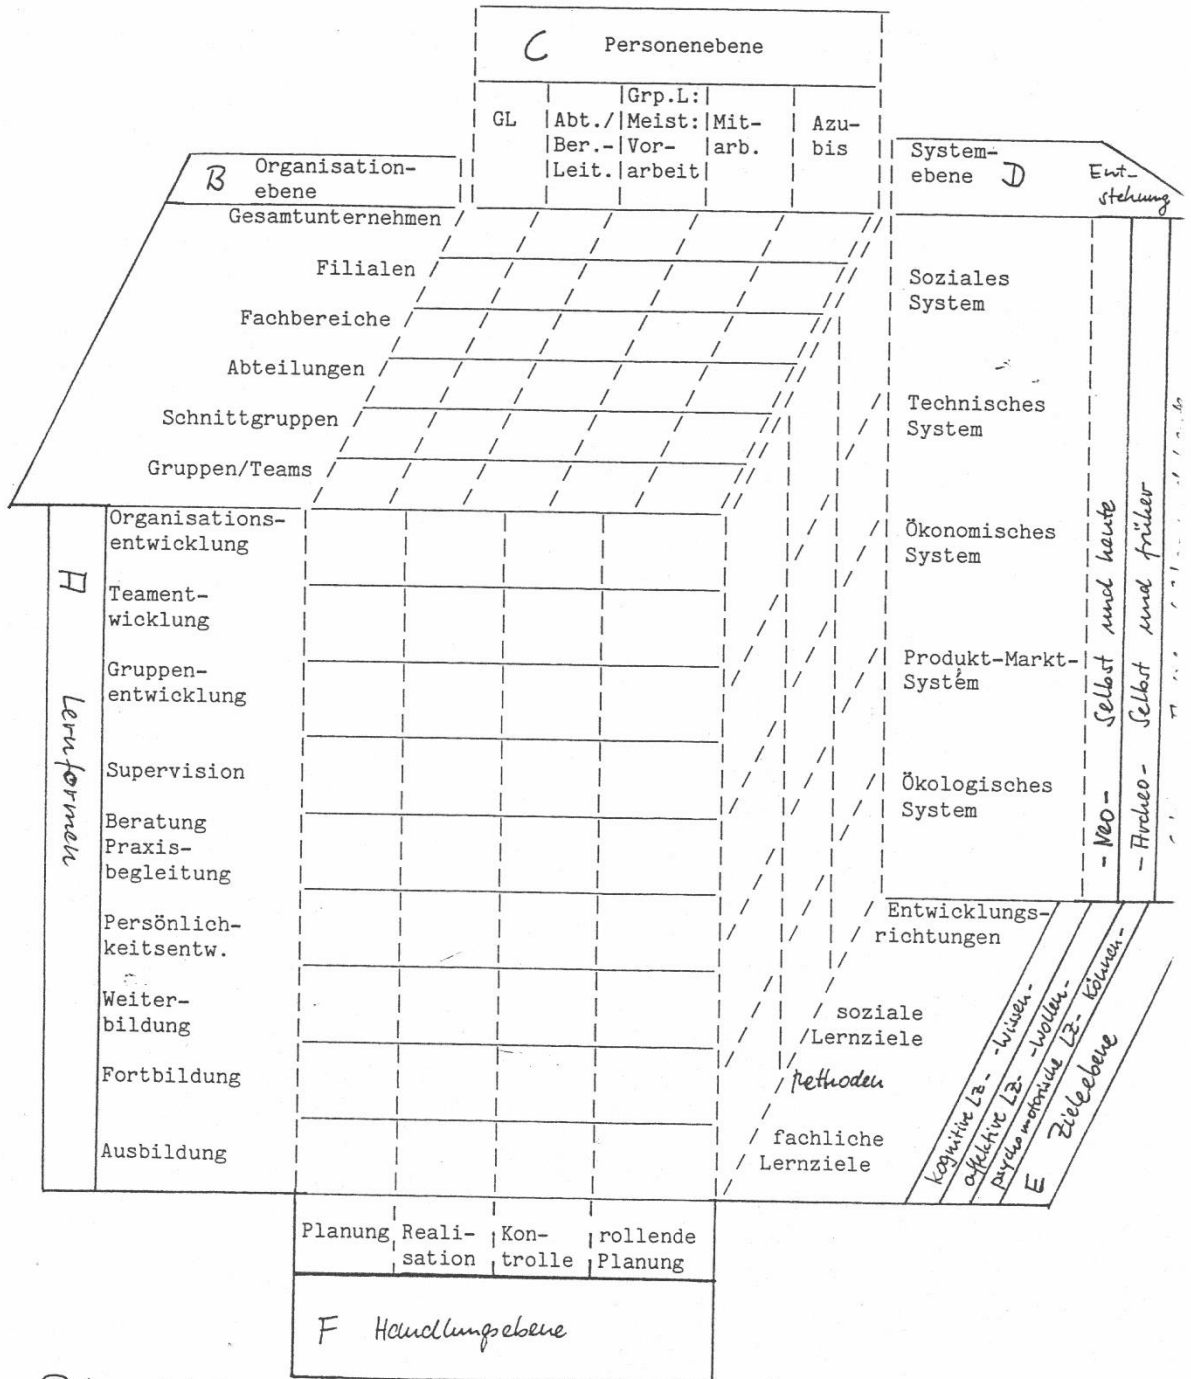 C Personenebene
GL
Abt./
Ber.-
Leit.
Grp.L:
Meist:
Vor-
arbeit
Mit-
arb.
Azu-
bis
B Organisation-
ebene
System-
ebene D
Ent-
stehung
Gesamtunternehmen
Filialen
Fachbereiche
Abteilungen
Schnittgruppen
Gruppen/Teams
Soziales
System
Technisches
System
Ökonomisches
System
Produkt-Markt-
System
Ökologisches
System
- Neo- Selbst und heute
- Archeo- Selbst und früher
A Lernformen
Organisations-
entwicklung
Teament-
wicklung
Gruppen-
entwicklung
Supervision
Beratung
Praxis-
begleitung
Persönlich-
keitsentw.
Weiter-
bildung
Fortbildung
Ausbildung
Entwicklungs-
richtungen
soziale
Lernziele
Methoden
fachliche
Lernziele
kognitive LZ- -Wissen-
affektive LZ- -Wollen-
psychomotorische LZ- Können-
E Zielebene
Planung
Reali-
sation
Kon-
trolle
rollende
Planung
F Handlungsebene